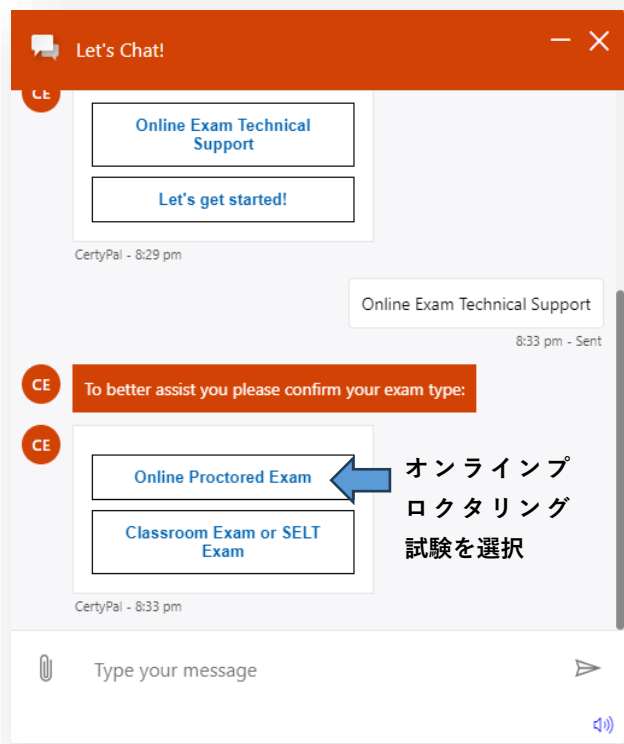 Let's Chat!
CE
Online Exam Technical
Support
Let's get started!
CertyPal - 8:29 pm
Online Exam Technical Support
8:33 pm - Sent
CE
To better assist you please confirm your exam type:
CE
Online Proctored Exam
オンラインプ
ロクタリング
試験を選択
Classroom Exam or SELT
Exam
CertyPal - 8:33 pm
Type your message